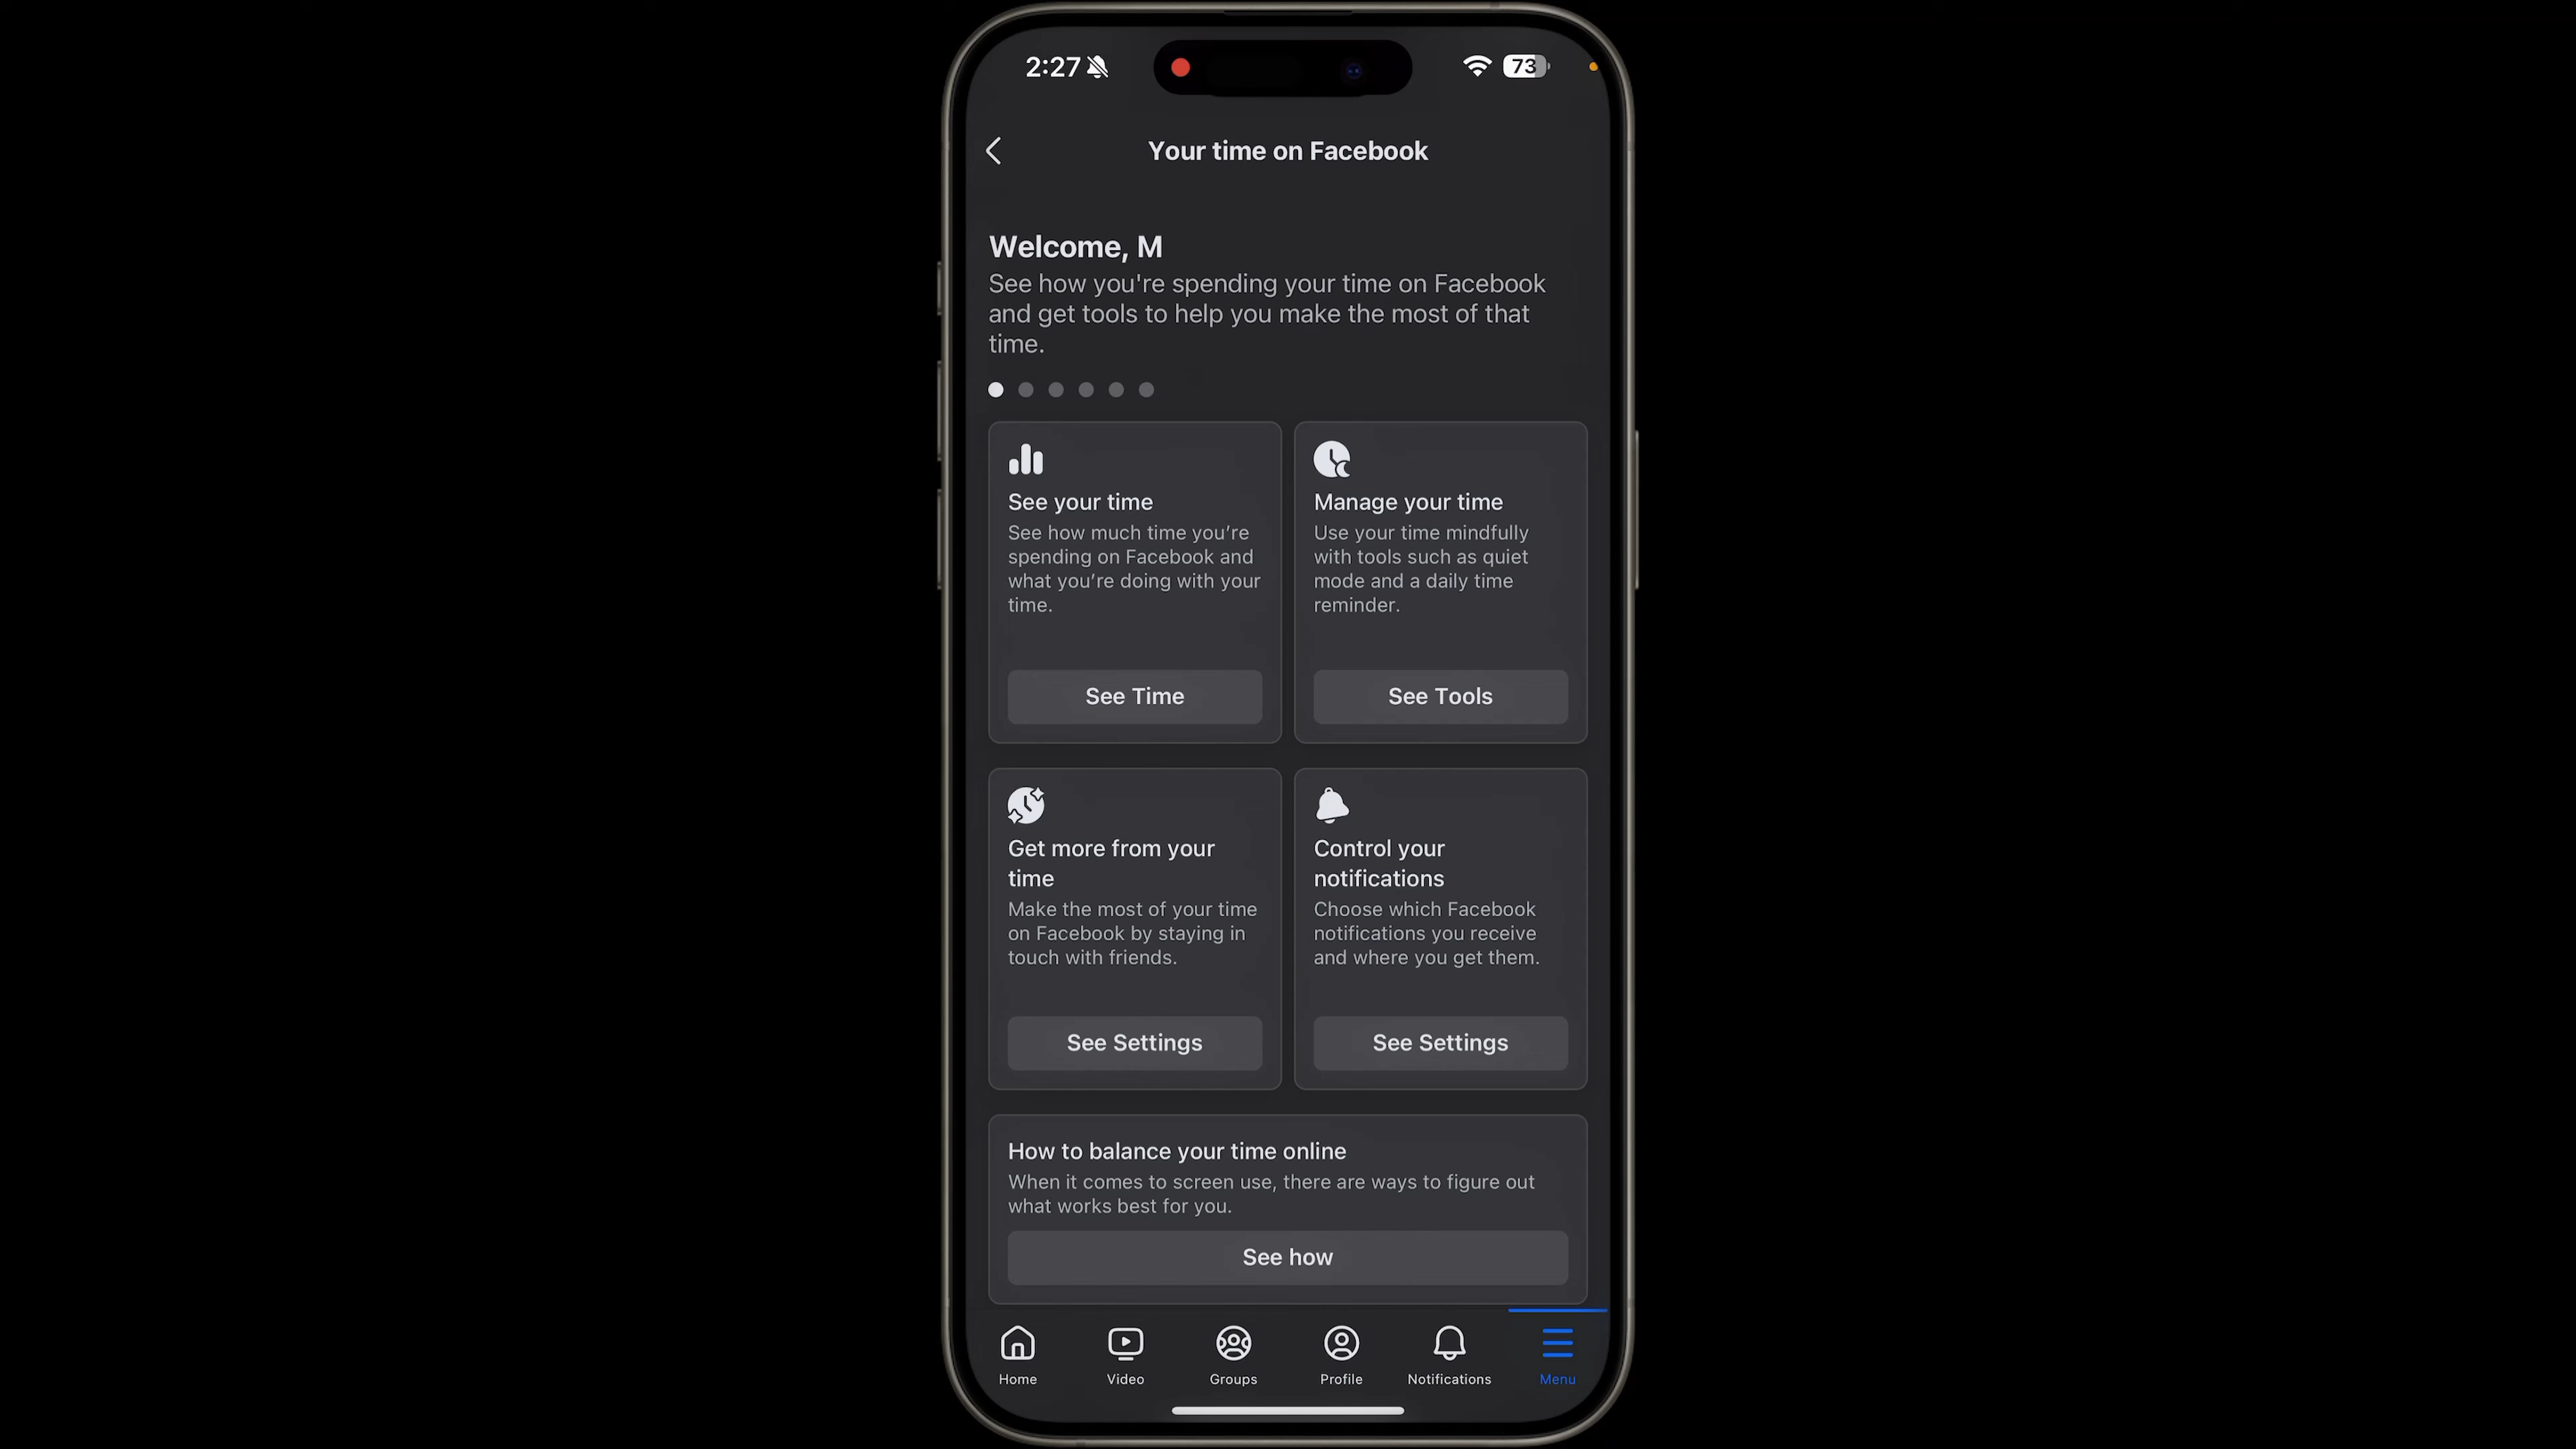 2:27
73
Your time on Facebook
Welcome, M
See how you're spending your time on Facebook
and get tools to help you make the most of that
time.
See your time
See how much time you’re
spending on Facebook and
what you’re doing with your
time.
See Time
Manage your time
Use your time mindfully
with tools such as quiet
mode and a daily time
reminder.
See Tools
Get more from your
time
Make the most of your time
on Facebook by staying in
touch with friends.
See Settings
Control your
notifications
Choose which Facebook
notifications you receive
and where you get them.
See Settings
How to balance your time online
When it comes to screen use, there are ways to figure out
what works best for you.
See how
Home
Video
Groups
Profile
Notifications
Menu